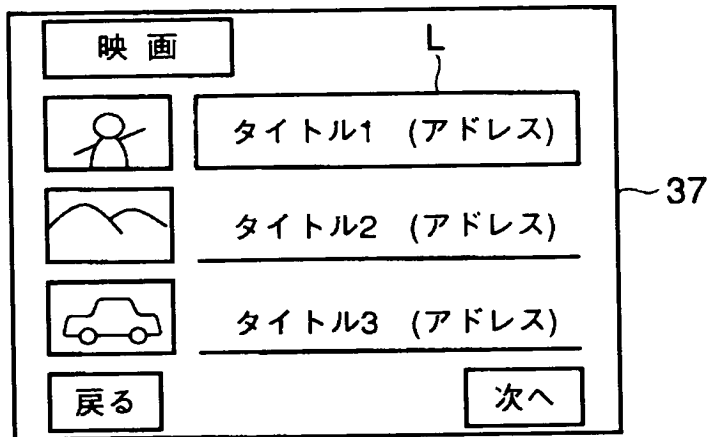 映 画
L
タイトル1 (アドレス)
37
タイトル2 (アドレス)
タイトル3 (アドレス)
戻る 次へ